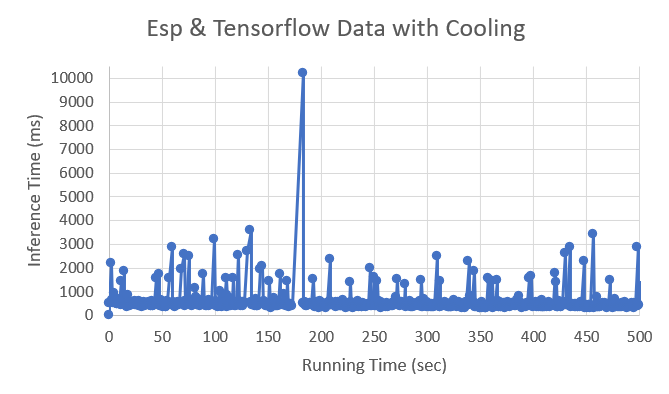 Esp & Tensorflow Data with Cooling
10000
9000
8000
7000
6000
5000
4000
3000
2000
1000
0
Inference Time (ms)
0 50 100 150 200 250 300 350 400 450 500
Running Time (sec)